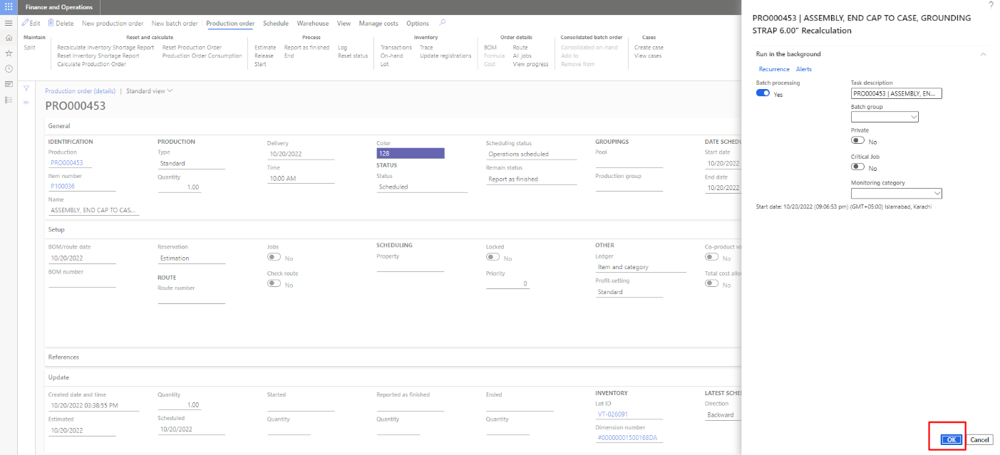 Finance and Operations
?
Edit Delete New production order New batch order Production order Schedule Warehouse View Manage costs Options
Maintain
Split
Reset and calculate
Recalculate Inventory Shortage Report Reset Production Order
Reset Inventory Shortage Report Production Order Consumption
Calculate Production Order
Process
Estimate Report as finished Log
Release End Reset status
Start
Inventory
Transactions Trace
On-hand Update registrations
Lot
Order details
BOM Route
Formula All jobs
Cost View progress
Consolidated batch order
Consolidated on-hand
Add to
Remove from
Cases
Create case
View cases
Production order (details) | Standard view
PRO000453
General
IDENTIFICATION
Production
PRO000453
Item number
P100036
Name
ASSEMBLY, END CAP TO CAS...
PRODUCTION
Type
Standard
Quantity
1.00
Delivery
10/20/2022
Time
10:00 AM
Color
128
STATUS
Status
Scheduled
Scheduling status
Operations scheduled
Remain status
Report as finished
GROUPINGS
Pool
Production group
DATE SCHEDU
Start date
10/20/2022
End date
10/20/2022
Setup
BOM/route date
10/20/2022
BOM number
Reservation
Estimation
ROUTE
Route number
Jobs
No
Check route
No
SCHEDULING
Property
Locked
No
Priority
0
OTHER
Ledger
Item and category
Profit-setting
Standard
Co-product va
No
Total cost allo
No
References
Update
Created date and time
10/20/2022 03:38:55 PM
Estimated
10/20/2022
Quantity
1.00
Scheduled
10/20/2022
Started
Quantity
Reported as finished
Quantity
Ended
Quantity
INVENTORY
Lot ID
VT-026091
Dimension number
#00000001500168DA
LATEST SCHE
Direction
Backward
PRO000453 | ASSEMBLY, END CAP TO CASE, GROUNDING
STRAP 6.00" Recalculation
Run in the background
Recurrence Alerts
Batch processing
Yes
Task description
PRO000453 | ASSEMBLY, EN...
Batch group
Private
No
Critical Job
No
Monitoring category
Start date: 10/20/2022 (09:06:53 pm) (GMT+05:00) Islamabad, Karachi
OK Cancel